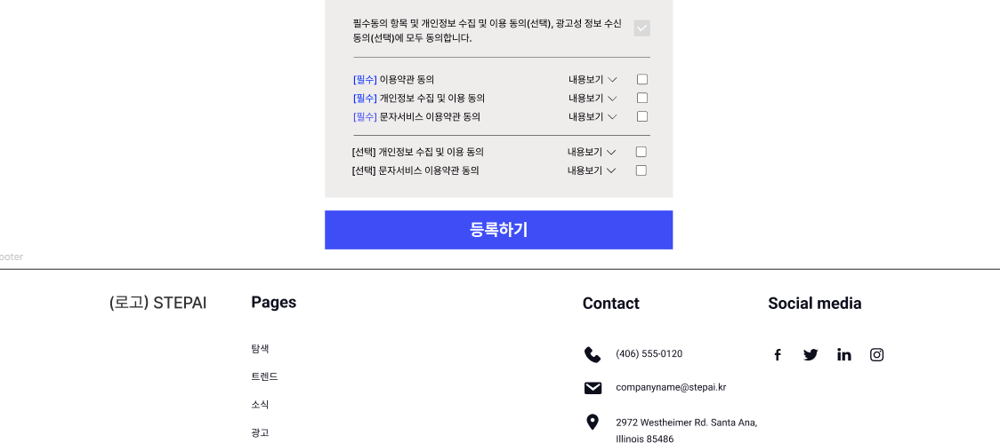 필수동의 항목 및 개인정보 수집 및 이용 동의(선택), 광고성 정보 수신
동의(선택)에 모두 동의합니다.
[필수] 이용약관 동의 내용보기
[필수] 개인정보 수집 및 이용 동의 내용보기
[필수] 문자서비스 이용약관 동의 내용보기
[선택] 개인정보 수집 및 이용 동의 내용보기
[선택] 문자서비스 이용약관 동의 내용보기
등록하기
ooter
(로고) STEPAI
Pages
탐색
트렌드
소식
광고
Contact
(406) 555-0120
companyname@stepai.kr
2972 Westheimer Rd. Santa Ana,
Illinois 85486
Social media